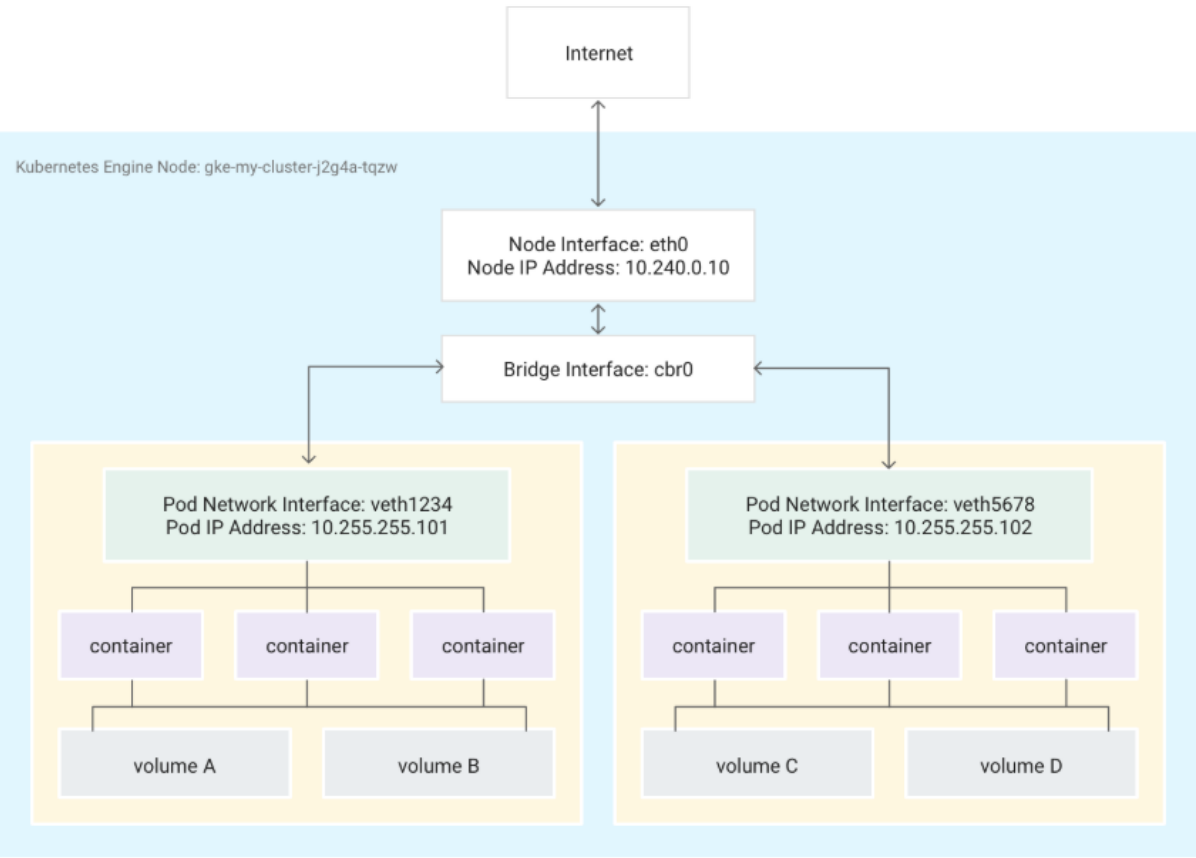 Internet
Kubernetes Engine Node: gke-my-cluster-j2g4a-tqzw
Node Interface: eth0
Node IP Address: 10.240.0.10
Bridge Interface: cbr0
Pod Network Interface: veth1234
Pod IP Address: 10.255.255.101
container
container
container
volume A
volume B
Pod Network Interface: veth5678
Pod IP Address: 10.255.255.102
container
container
container
volume C
volume D